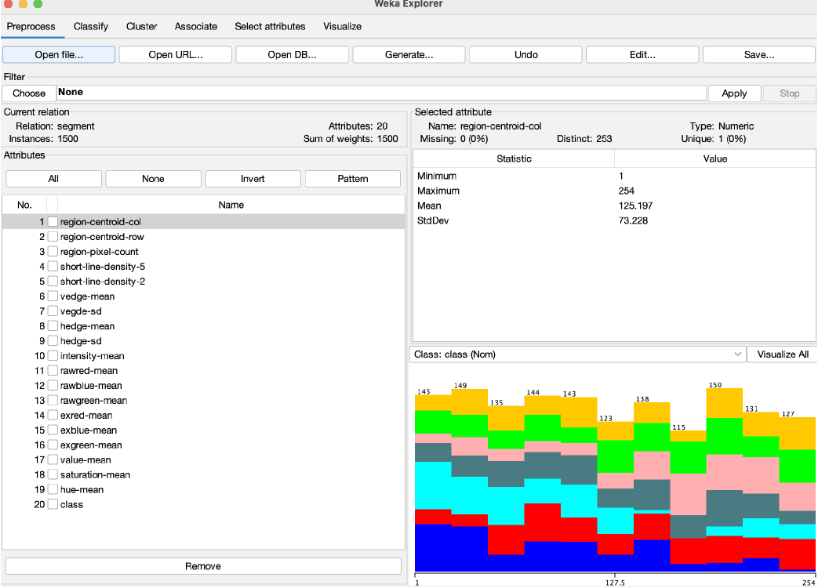 Weka Explorer
Preprocess Classify Cluster Associate Select attributes Visualize
Open file... Open URL... Open DB... Generate... Undo Edit... Save...
Filter
Choose None Apply Stop
Current relation
Relation: segment Attributes: 20
Instances: 1500 Sum of weights: 1500
Attributes
All None Invert Pattern
No. Name
1 region-centroid-col
2 region-centroid-row
3 region-pixel-count
4 short-line-density-5
5 short-line-density-2
6 vedge-mean
7 vegde-sd
8 hedge-mean
9 hedge-sd
10 intensity-mean
11 rawred-mean
12 rawblue-mean
13 rawgreen-mean
14 exred-mean
15 exblue-mean
16 exgreen-mean
17 value-mean
18 saturation-mean
19 hue-mean
20 class
Remove
Selected attribute
Name: region-centroid-col Type: Numeric
Missing: 0 (0%) Distinct: 253 Unique: 1 (0%)
Statistic Value
Minimum 1
Maximum 254
Mean 125.197
StdDev 73.228
Class: class (Nom) Visualize All
145 149 135 144 143 123 138 115 150 131 127
1 127.5 254